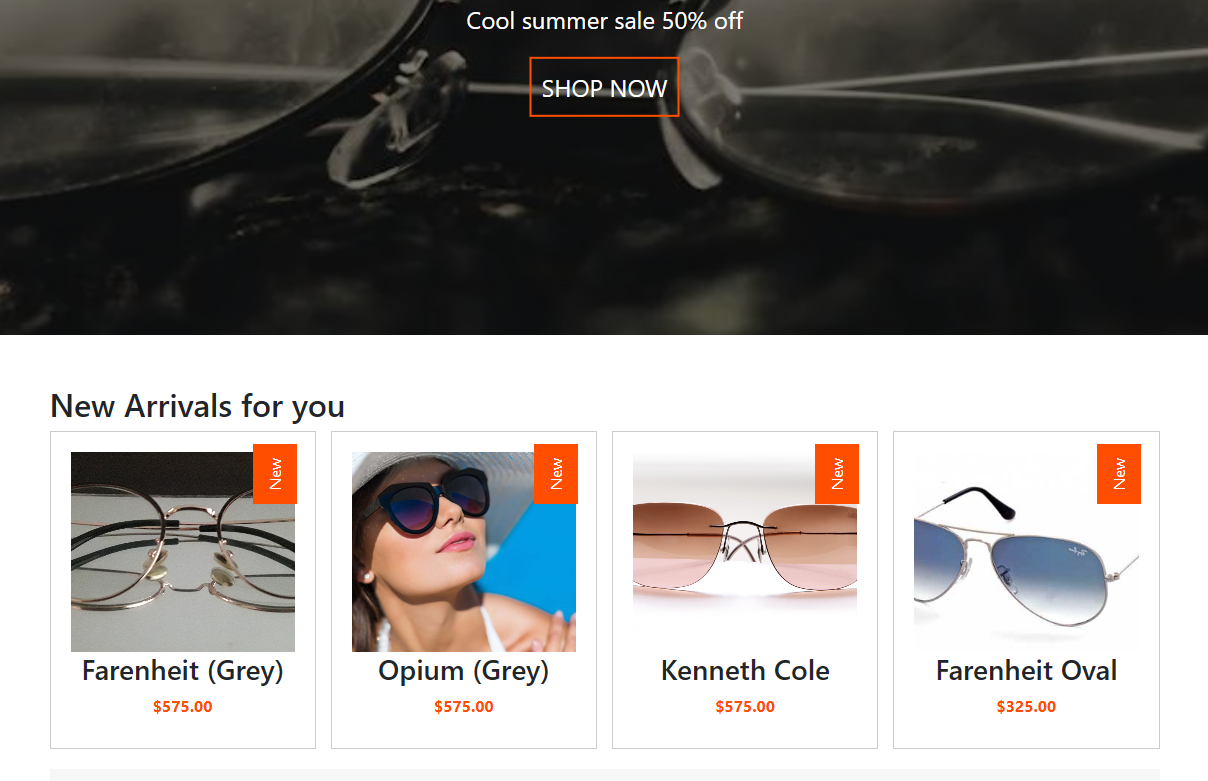 Cool summer sale 50% off
SHOP NOW
New Arrivals for you
New
New
New
New
Farenheit (Grey)
Opium (Grey)
Kenneth Cole
Farenheit Oval
$575.00
$575.00
$575.00
$325.00